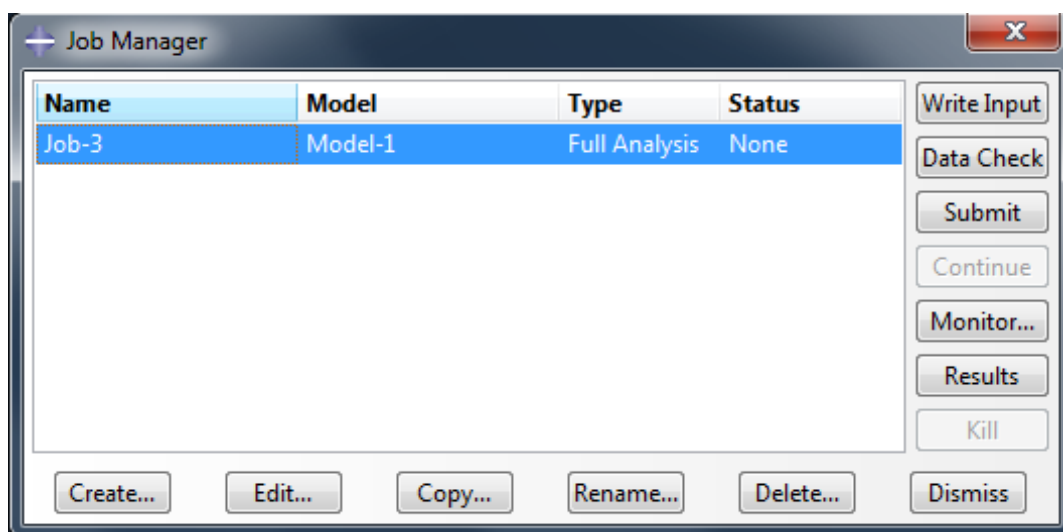 Job Manager
Name Model Type Status
Job-3 Model-1 Full Analysis None
Write Input
Data Check
Submit
Continue
Monitor...
Results
Kill
Create... Edit... Copy... Rename... Delete... Dismiss